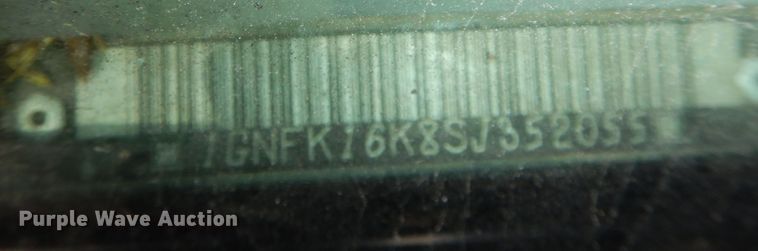 1GNFK16K8SJ352055
Purple Wave Auction